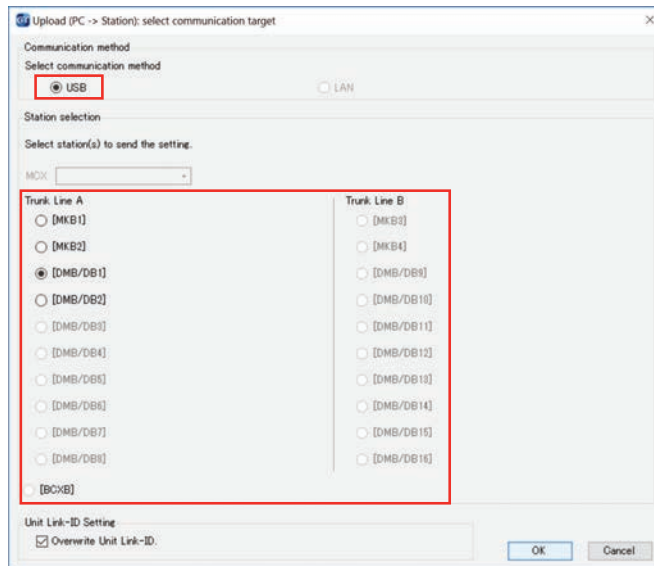 Upload (PC -> Station): select communication target
Communication method
Select communication method
USB
LAN
Station selection
Select station(s) to send the setting.
MCX
Trunk Line A
Trunk Line B
[MKB1]
[MKB3]
[MKB2]
[MKB4]
[DMB/DB1]
[DMB/DB9]
[DMB/DB2]
[DMB/DB10]
[DMB/DB3]
[DMB/DB11]
[DMB/DB4]
[DMB/DB12]
[DMB/DB5]
[DMB/DB13]
[DMB/DB6]
[DMB/DB14]
[DMB/DB7]
[DMB/DB15]
[DMB/DB8]
[DMB/DB16]
[BCXB]
Unit Link-ID Setting
Overwrite Unit Link-ID.
OK
Cancel